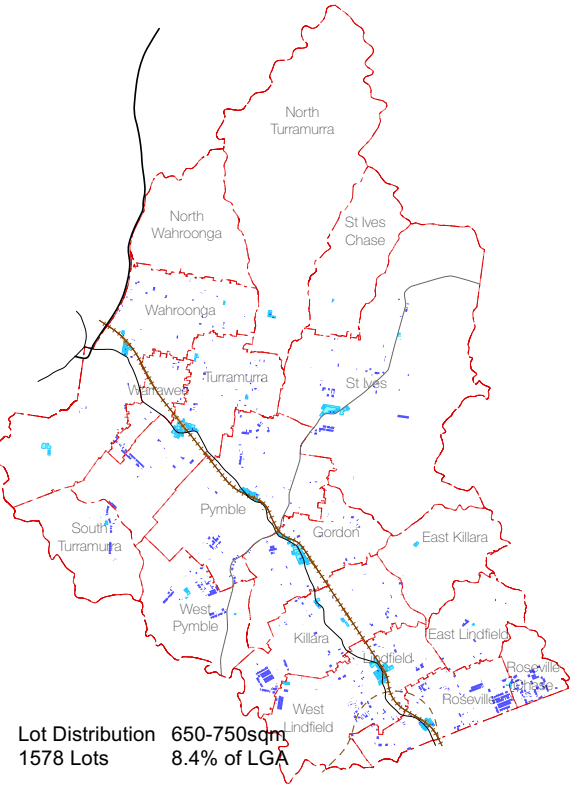 North
Turramurra
North
Wahroonga
St Ives
Chase
Wahroonga
Warrawee
Turramurra
St Ives
Pymble
Gordon
East Killara
South
Turramurra
West
Pymble
Killara
East Lindfield
Lindfield
Roseville
Chase
Roseville
West
Lindfield
Lot Distribution 650-750sqm
1578 Lots 8.4% of LGA